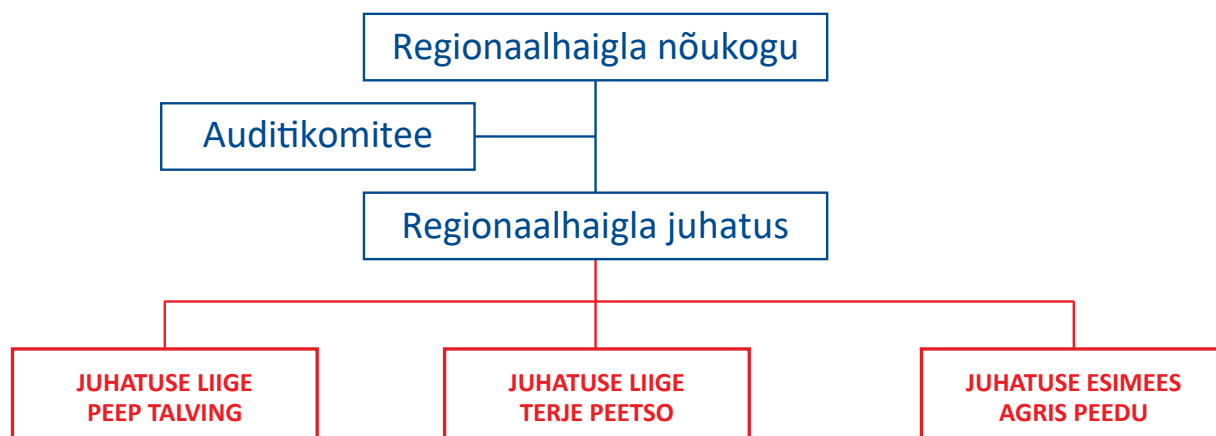 Regionaalhaigla nõukogu
Auditikomitee
Regionaalhaigla juhatus
JUHATUSE LIIGE
PEEP TALVING
JUHATUSE LIIGE
TERJE PEETSO
JUHATUSE ESIMEES
AGRIS PEEDU